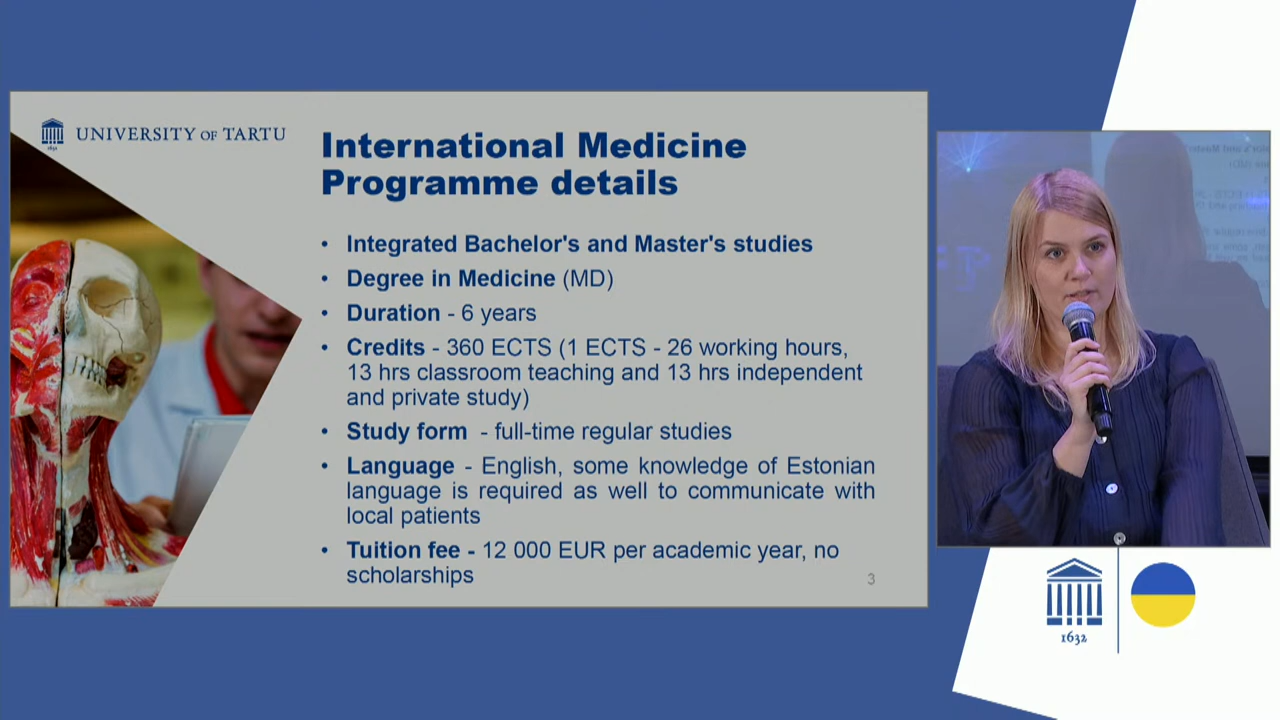 UNIVERSITY OF TARTU
1632
International Medicine
Programme details
• Integrated Bachelor's and Master's studies
• Degree in Medicine (MD)
• Duration - 6 years
• Credits - 360 ECTS (1 ECTS - 26 working hours,
13 hrs classroom teaching and 13 hrs independent
and private study)
• Study form - full-time regular studies
• Language - English, some knowledge of Estonian
language is required as well to communicate with
local patients
• Tuition fee - 12 000 EUR per academic year, no
scholarships
3
1632